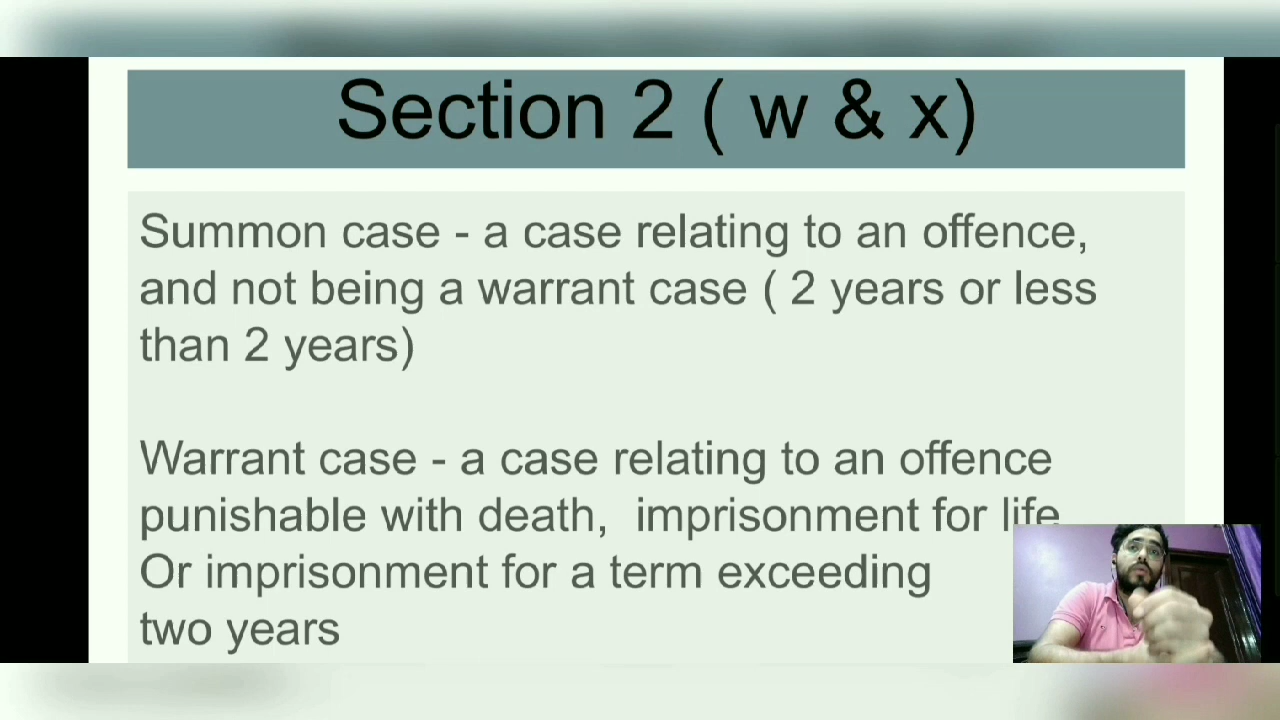 Section 2 ( w & x)
Summon case - a case relating to an offence,
and not being a warrant case ( 2 years or less
than 2 years)
Warrant case - a case relating to an offence
punishable with death, imprisonment for life
Or imprisonment for a term exceeding
two years